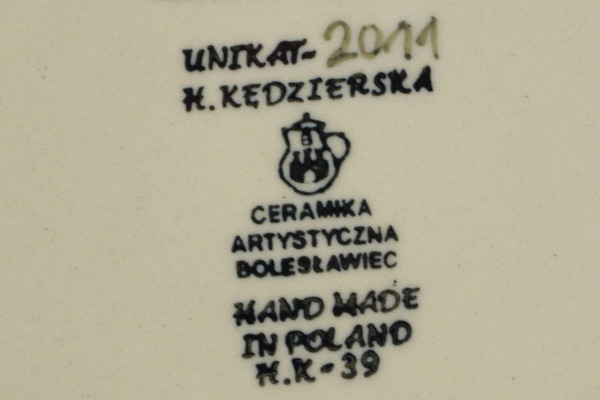 UNIKAT-2011
H.KĘDZIERSKA
CERAMIKA
ARTYSTYCZNA
BOLESŁAWIEC
HAND MADE
IN POLAND
H.K-39